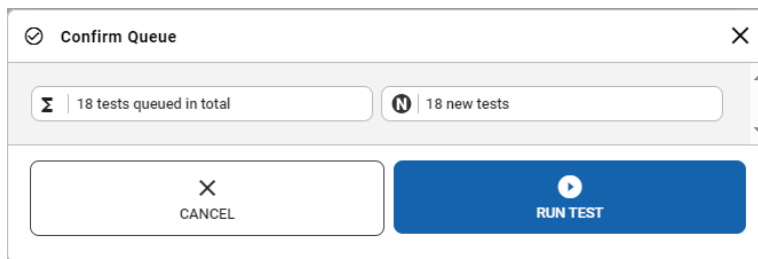 Confirm Queue
Σ 18 tests queued in total
N 18 new tests
CANCEL
RUN TEST